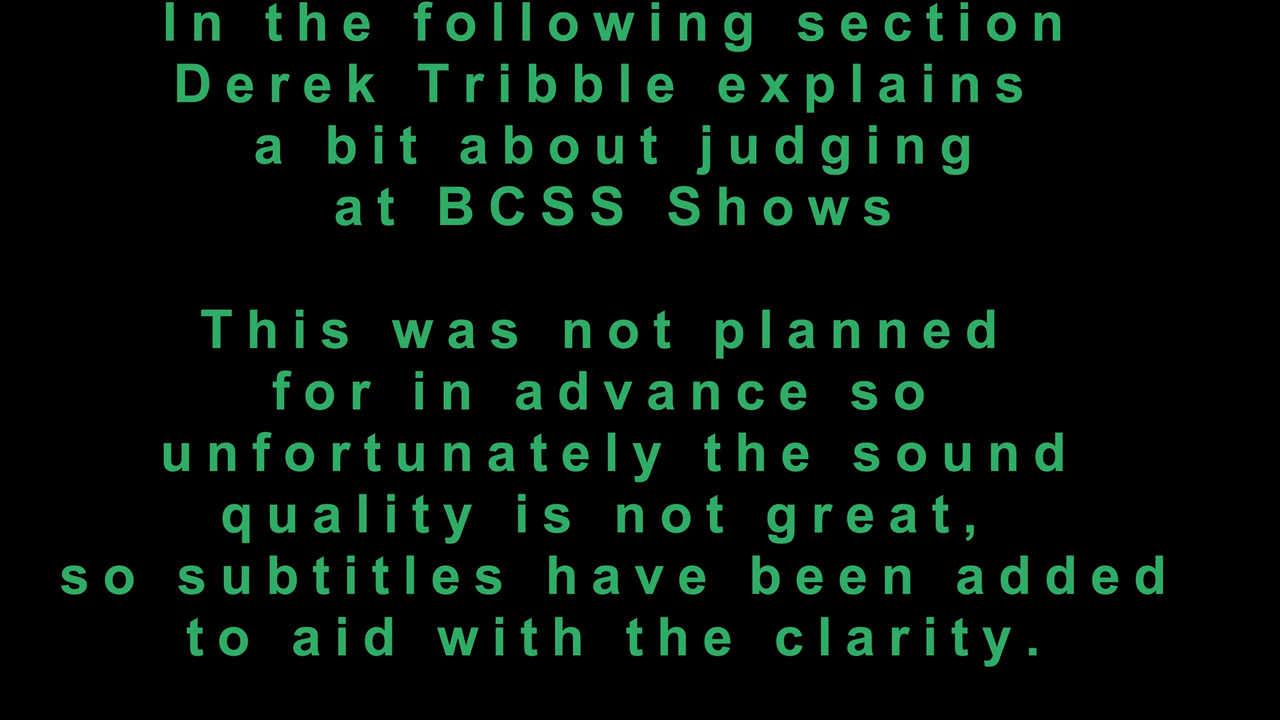 In the following section
Derek Tribble explains
a bit about judging
at BCSS Shows
This was not planned
for in advance so
unfortunately the sound
quality is not great,
so subtitles have been added
to aid with the clarity.